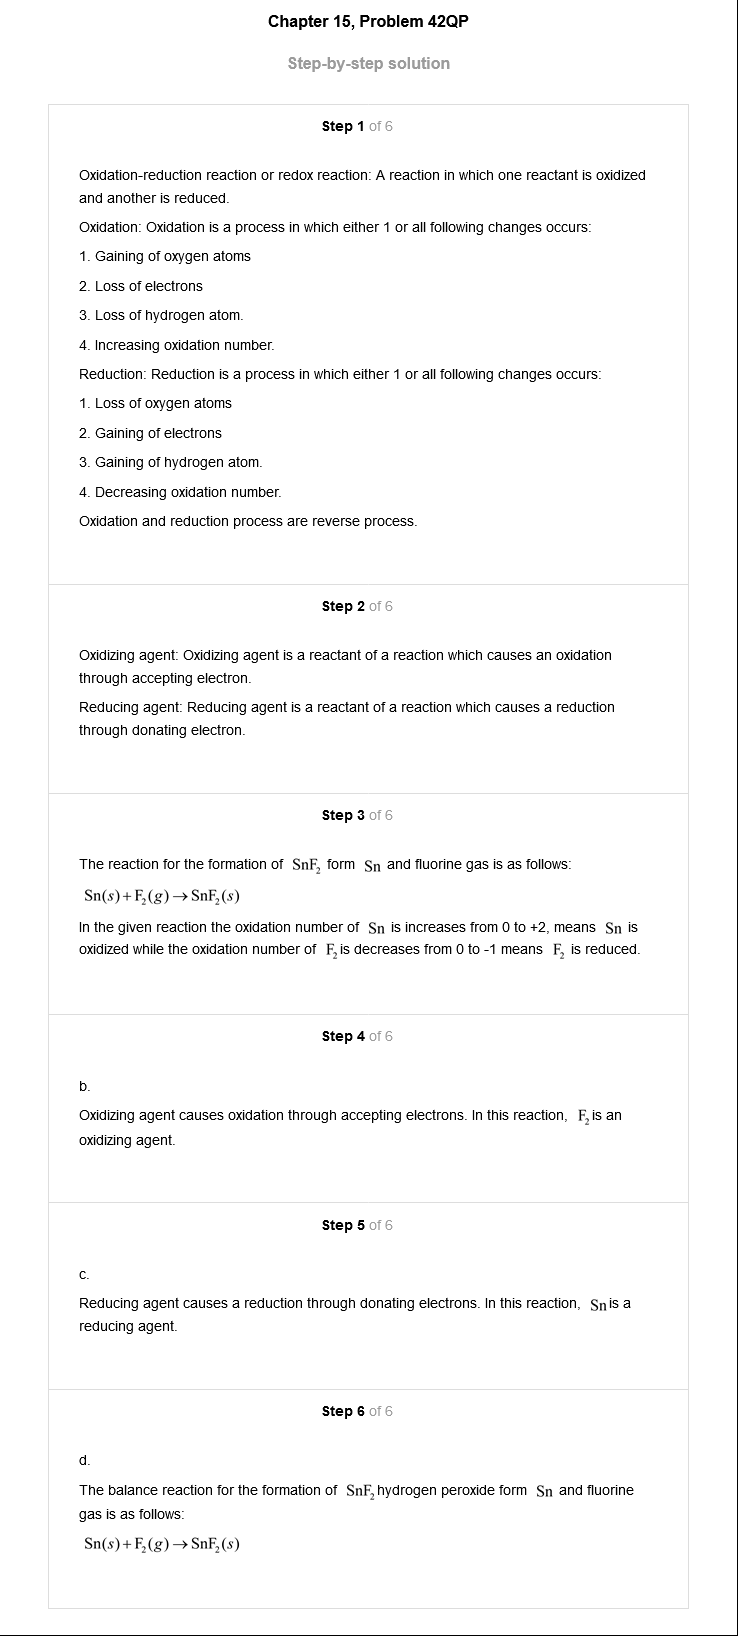 Chapter 15, Problem 42QP
Step-by-step solution
Step 1 of 6
Oxidation-reduction reaction or redox reaction: A reaction in which one reactant is oxidized
and another is reduced.
Oxidation: Oxidation is a process in which either 1 or all following changes occurs:
1. Gaining of oxygen atoms
2. Loss of electrons
3. Loss of hydrogen atom.
4. Increasing oxidation number.
Reduction: Reduction is a process in which either 1 or all following changes occurs:
1. Loss of oxygen atoms
2. Gaining of electrons
3. Gaining of hydrogen atom.
4. Decreasing oxidation number.
Oxidation and reduction process are reverse process.
Step 2 of 6
Oxidizing agent: Oxidizing agent is a reactant of a reaction which causes an oxidation
through accepting electron.
Reducing agent: Reducing agent is a reactant of a reaction which causes a reduction
through donating electron.
Step 3 of 6
The reaction for the formation of SnF₂ form Sn and fluorine gas is as follows:
Sn(s)+F₂(g)→SnF₂(s)
In the given reaction the oxidation number of Sn is increases from 0 to +2, means Sn is
oxidized while the oxidation number of F₂ is decreases from 0 to -1 means F₂ is reduced.
Step 4 of 6
b.
Oxidizing agent causes oxidation through accepting electrons. In this reaction, F₂ is an
oxidizing agent.
Step 5 of 6
c.
Reducing agent causes a reduction through donating electrons. In this reaction, Sn is a
reducing agent.
Step 6 of 6
d.
The balance reaction for the formation of SnF₂ hydrogen peroxide form Sn and fluorine
gas is as follows:
Sn(s)+F₂(g)→SnF₂(s)